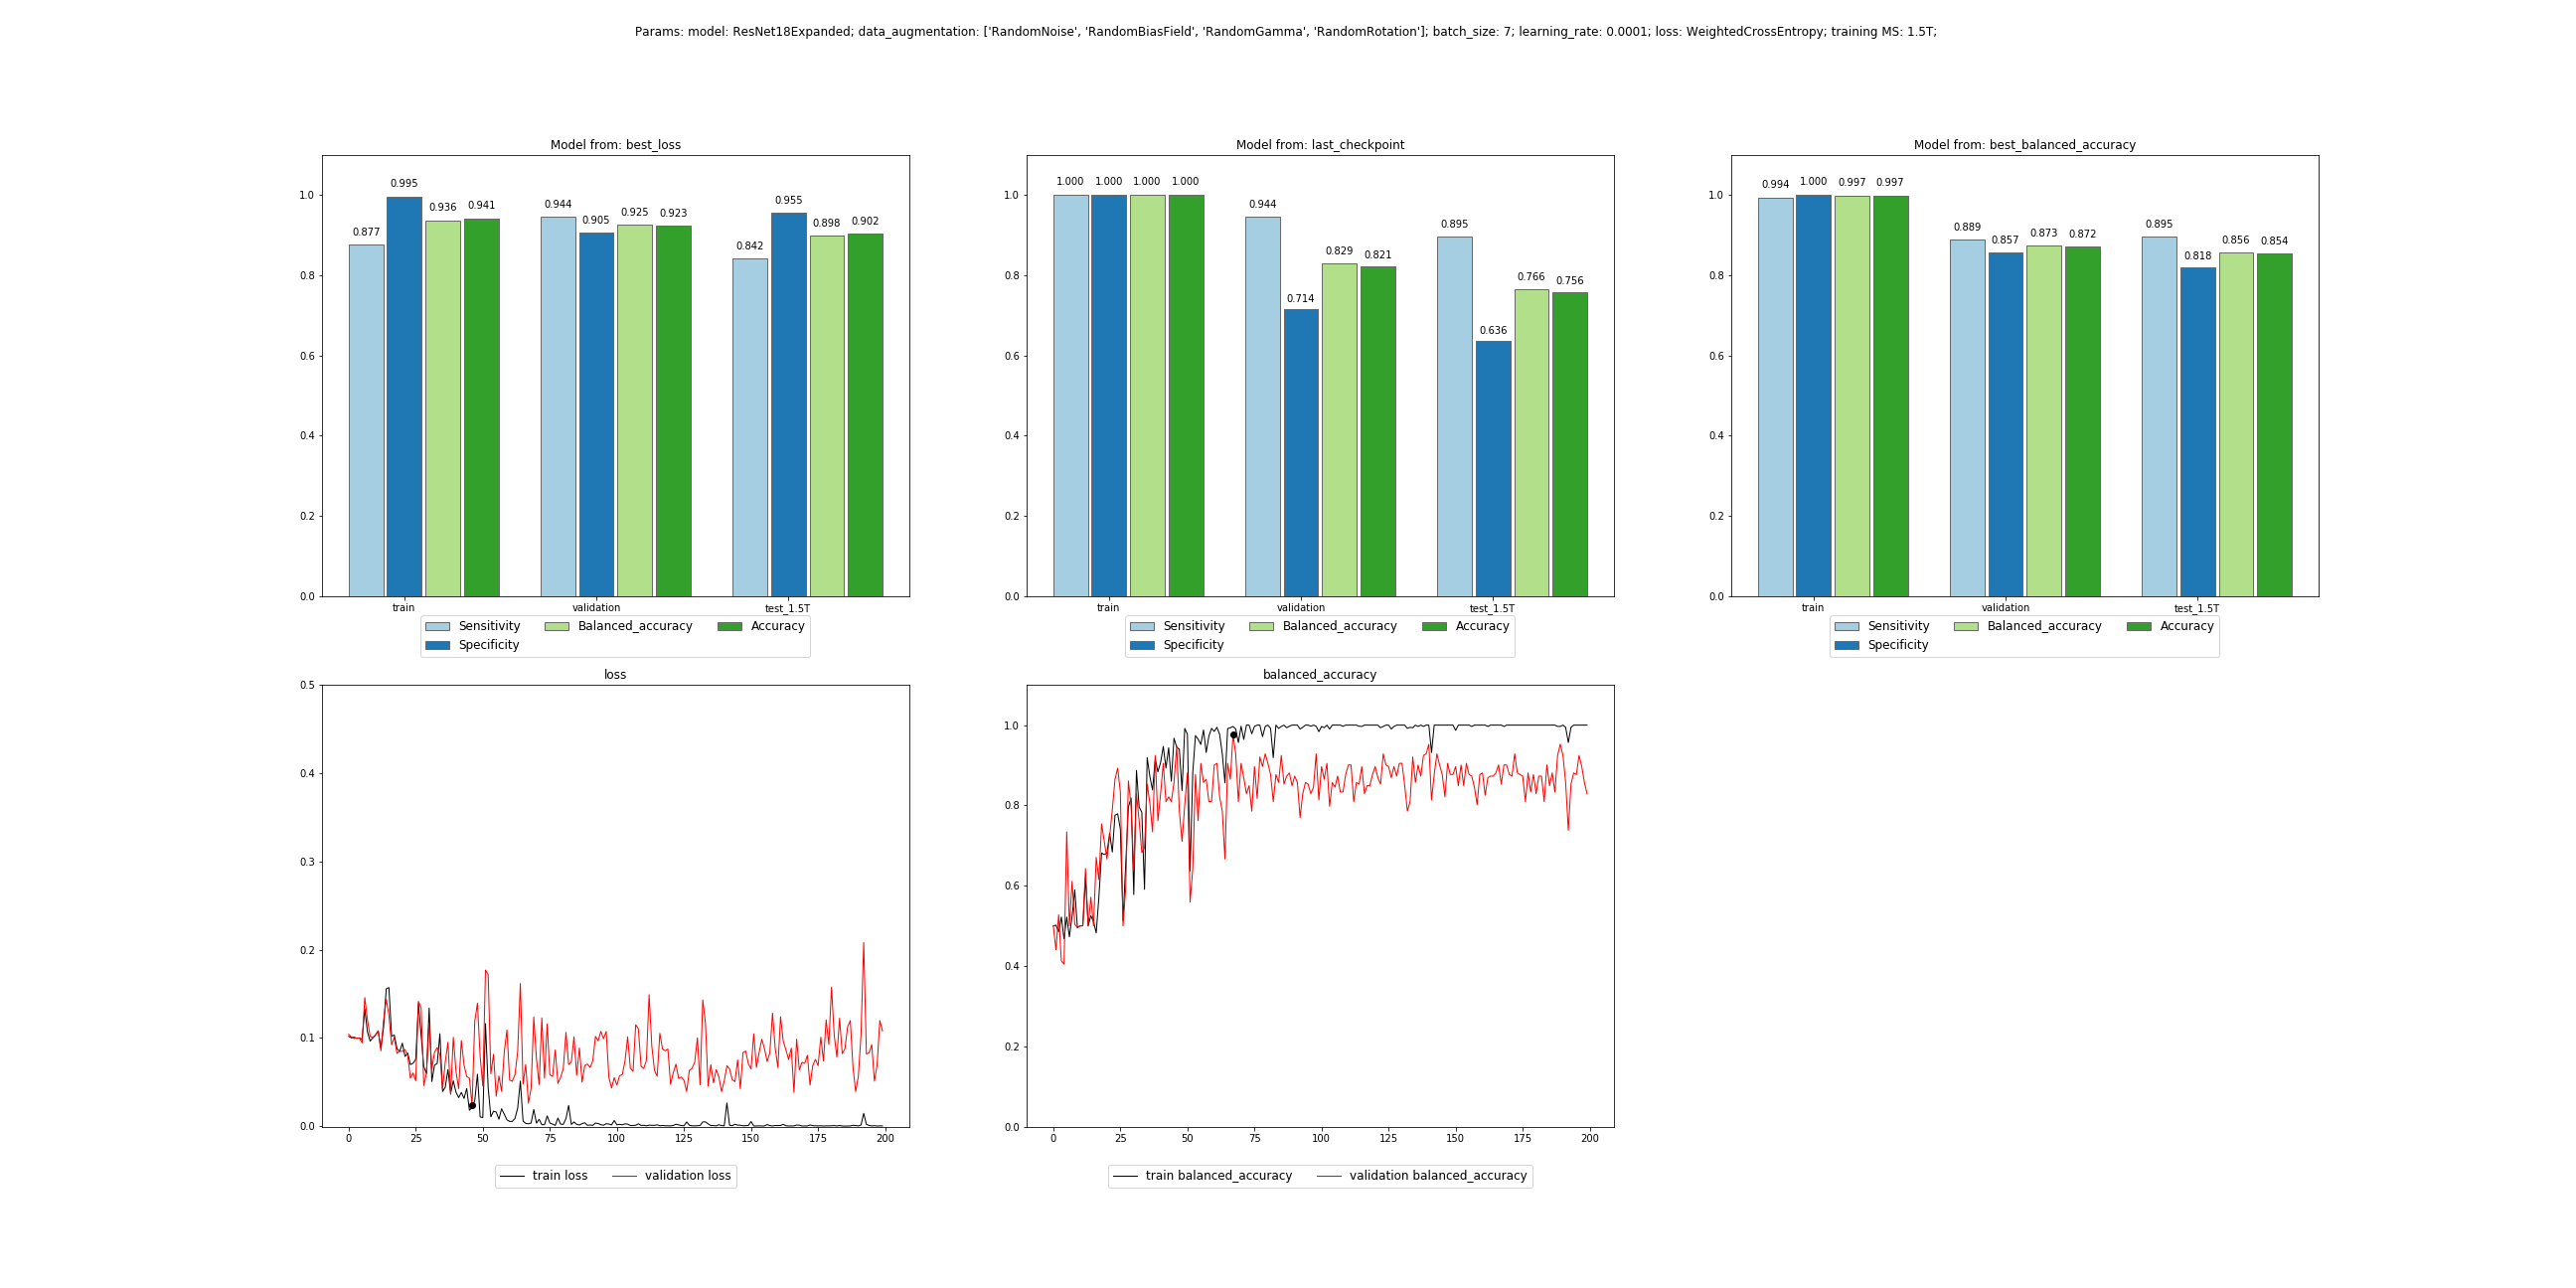 Params: model: ResNet18Expanded; data_augmentation: ['RandomNoise', 'RandomBiasField', 'RandomGamma', 'RandomRotation']; batch_size: 7; learning_rate: 0.0001; loss: WeightedCrossEntropy; training MS: 1.5T;
Model from: best_loss
1.0
0.8
0.6
0.4
0.2
0.0
0.877 0.995 0.936 0.941 0.944 0.905 0.925 0.923 0.842 0.955 0.898 0.902
train validation test_1.5T
Sensitivity Balanced_accuracy Accuracy
Specificity
Model from: last_checkpoint
1.0
0.8
0.6
0.4
0.2
0.0
1.000 1.000 1.000 1.000 0.944 0.714 0.829 0.821 0.895 0.636 0.766 0.756
train validation test_1.5T
Sensitivity Balanced_accuracy Accuracy
Specificity
Model from: best_balanced_accuracy
1.0
0.8
0.6
0.4
0.2
0.0
0.994 1.000 0.997 0.997 0.889 0.857 0.873 0.872 0.895 0.818 0.856 0.854
train validation test_1.5T
Sensitivity Balanced_accuracy Accuracy
Specificity
loss
0.5
0.4
0.3
0.2
0.1
0.0
0 25 50 75 100 125 150 175 200
train loss validation loss
balanced_accuracy
1.0
0.8
0.6
0.4
0.2
0.0
0 25 50 75 100 125 150 175 200
train balanced_accuracy validation balanced_accuracy